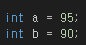 int a = 95;
int b = 90;